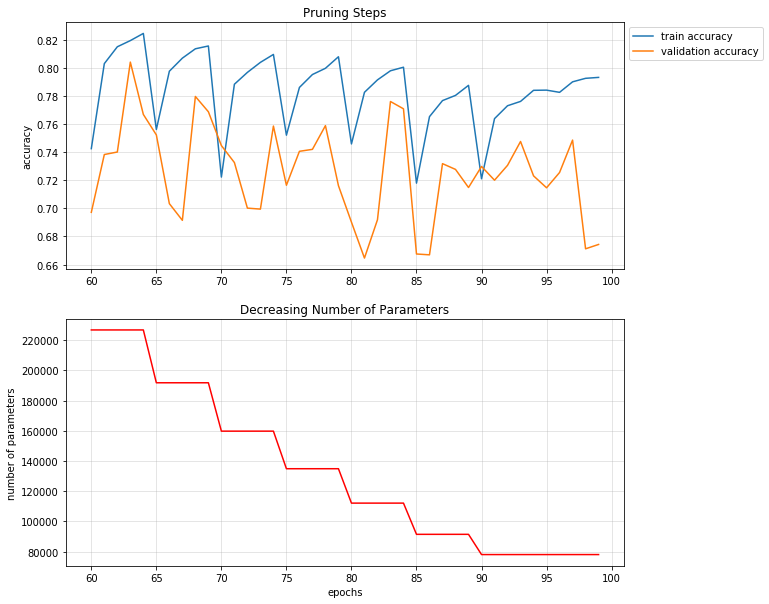 Pruning Steps
train accuracy
validation accuracy
accuracy
0.82
0.80
0.78
0.76
0.74
0.72
0.70
0.68
0.66
60 65 70 75 80 85 90 95 100
Decreasing Number of Parameters
number of parameters
220000
200000
180000
160000
140000
120000
100000
80000
60 65 70 75 80 85 90 95 100
epochs